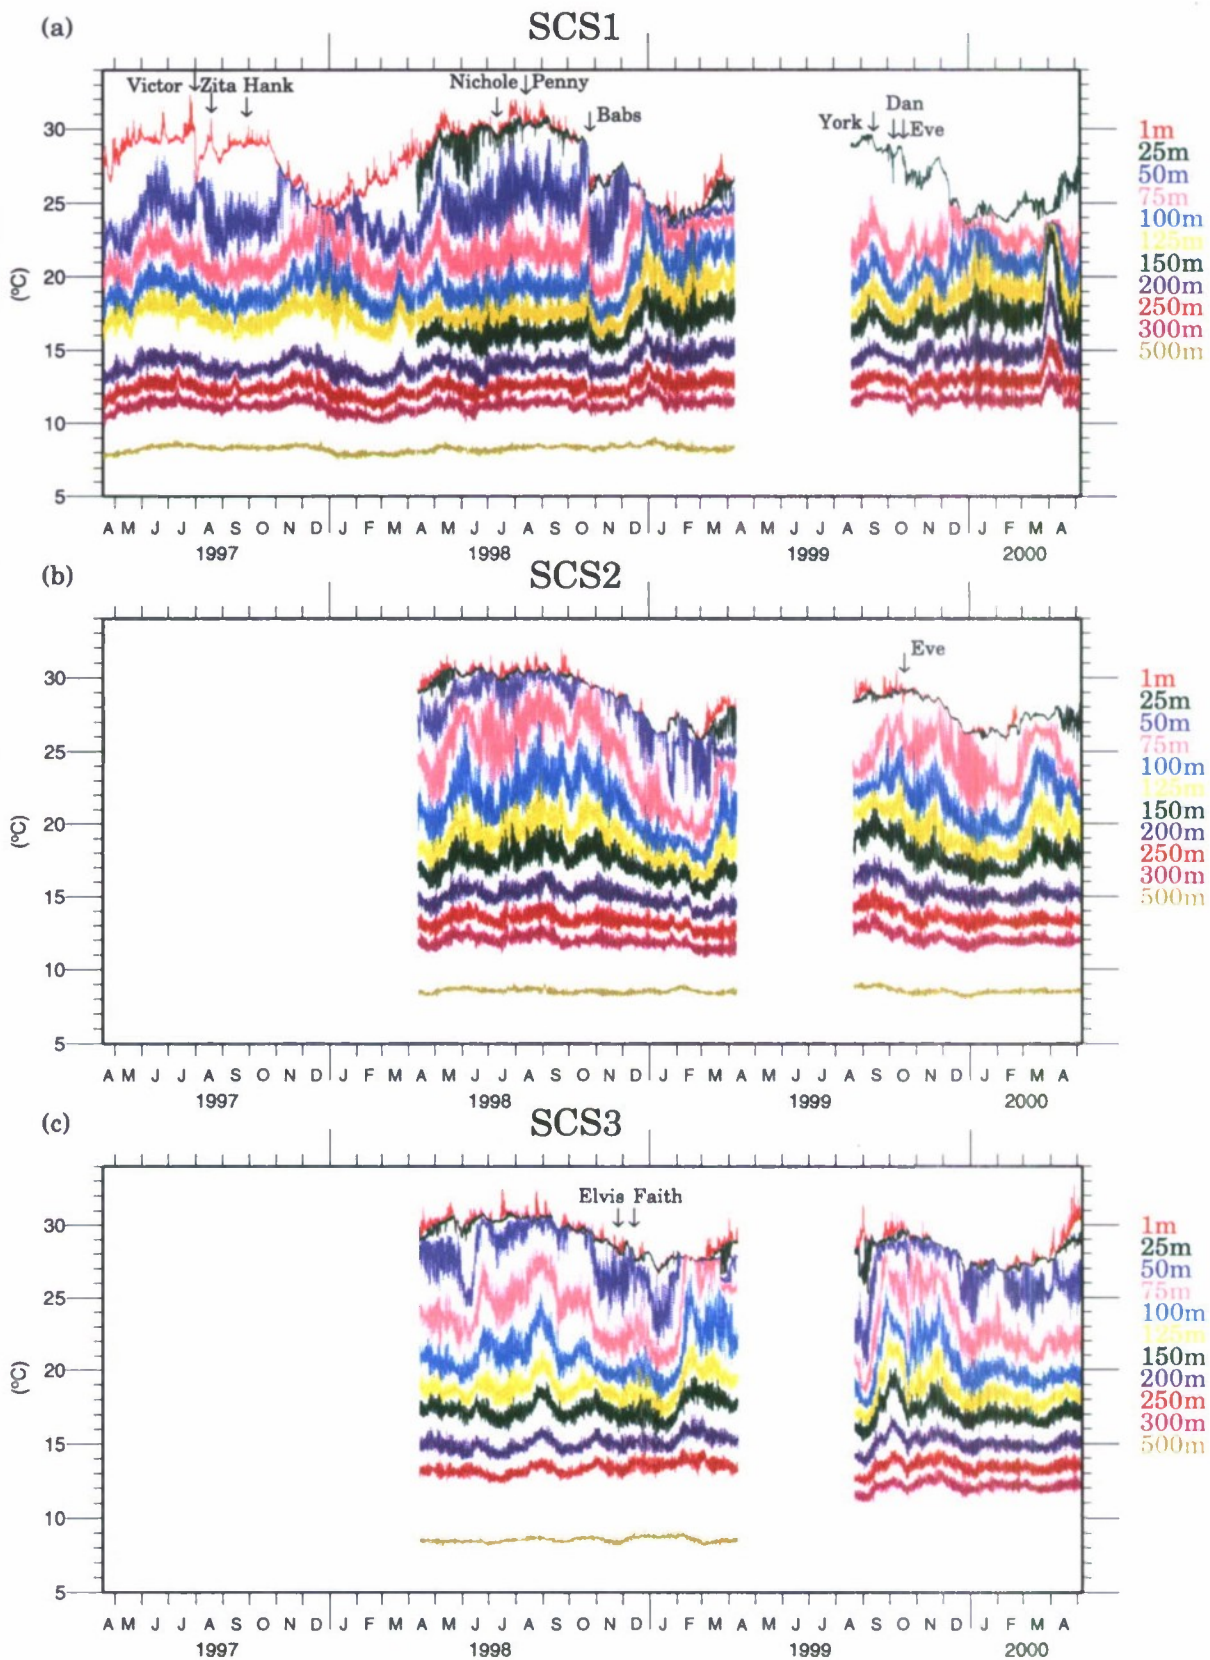 (a)
SCS1
Victor Zita Hank
Nichole Penny
Babs
Dan
York Eve
30
25
20
15
10
5
(°C)
1m
25m
50m
75m
100m
125m
150m
200m
250m
300m
500m
A M J J A S O N D J F M A M J J A S O N D J F M A M J J A S O N D J F M A
1997 1998 1999 2000
(b)
SCS2
Eve
30
25
20
15
10
5
(°C)
1m
25m
50m
75m
100m
125m
150m
200m
250m
300m
500m
A M J J A S O N D J F M A M J J A S O N D J F M A M J J A S O N D J F M A
1997 1998 1999 2000
(c)
SCS3
Elvis Faith
30
25
20
15
10
5
(°C)
1m
25m
50m
75m
100m
125m
150m
200m
250m
300m
500m
A M J J A S O N D J F M A M J J A S O N D J F M A M J J A S O N D J F M A
1997 1998 1999 2000